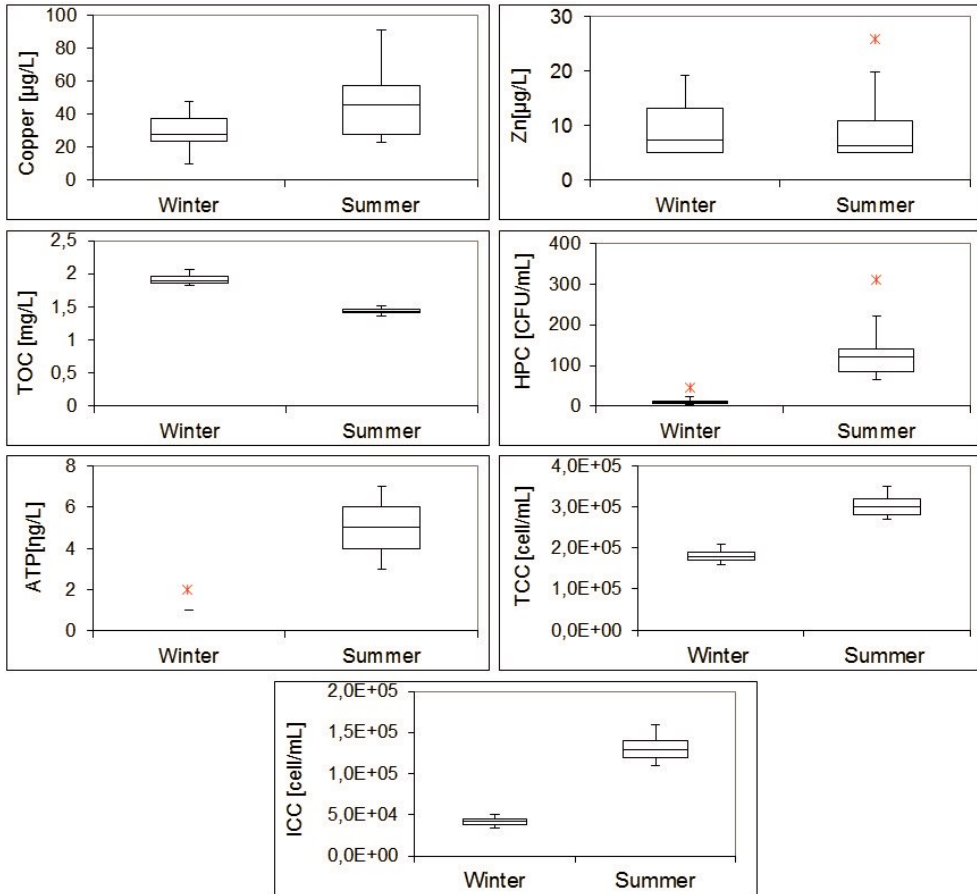 Copper [µg/L]
100
80
60
40
20
0
Winter Summer
Zn[µg/L]
30
20
10
0
Winter Summer
TOC [mg/L]
2,5
2
1,5
1
0,5
0
Winter Summer
HPC [CFU/mL]
400
300
200
100
0
Winter Summer
ATP[ηg/L]
8
6
4
2
0
Winter Summer
TCC [cell/mL]
4,0E+05
3,0E+05
2,0E+05
1,0E+05
0,0E+00
Winter Summer
ICC [cell/mL]
2,0E+05
1,5E+05
1,0E+05
5,0E+04
0,0E+00
Winter Summer